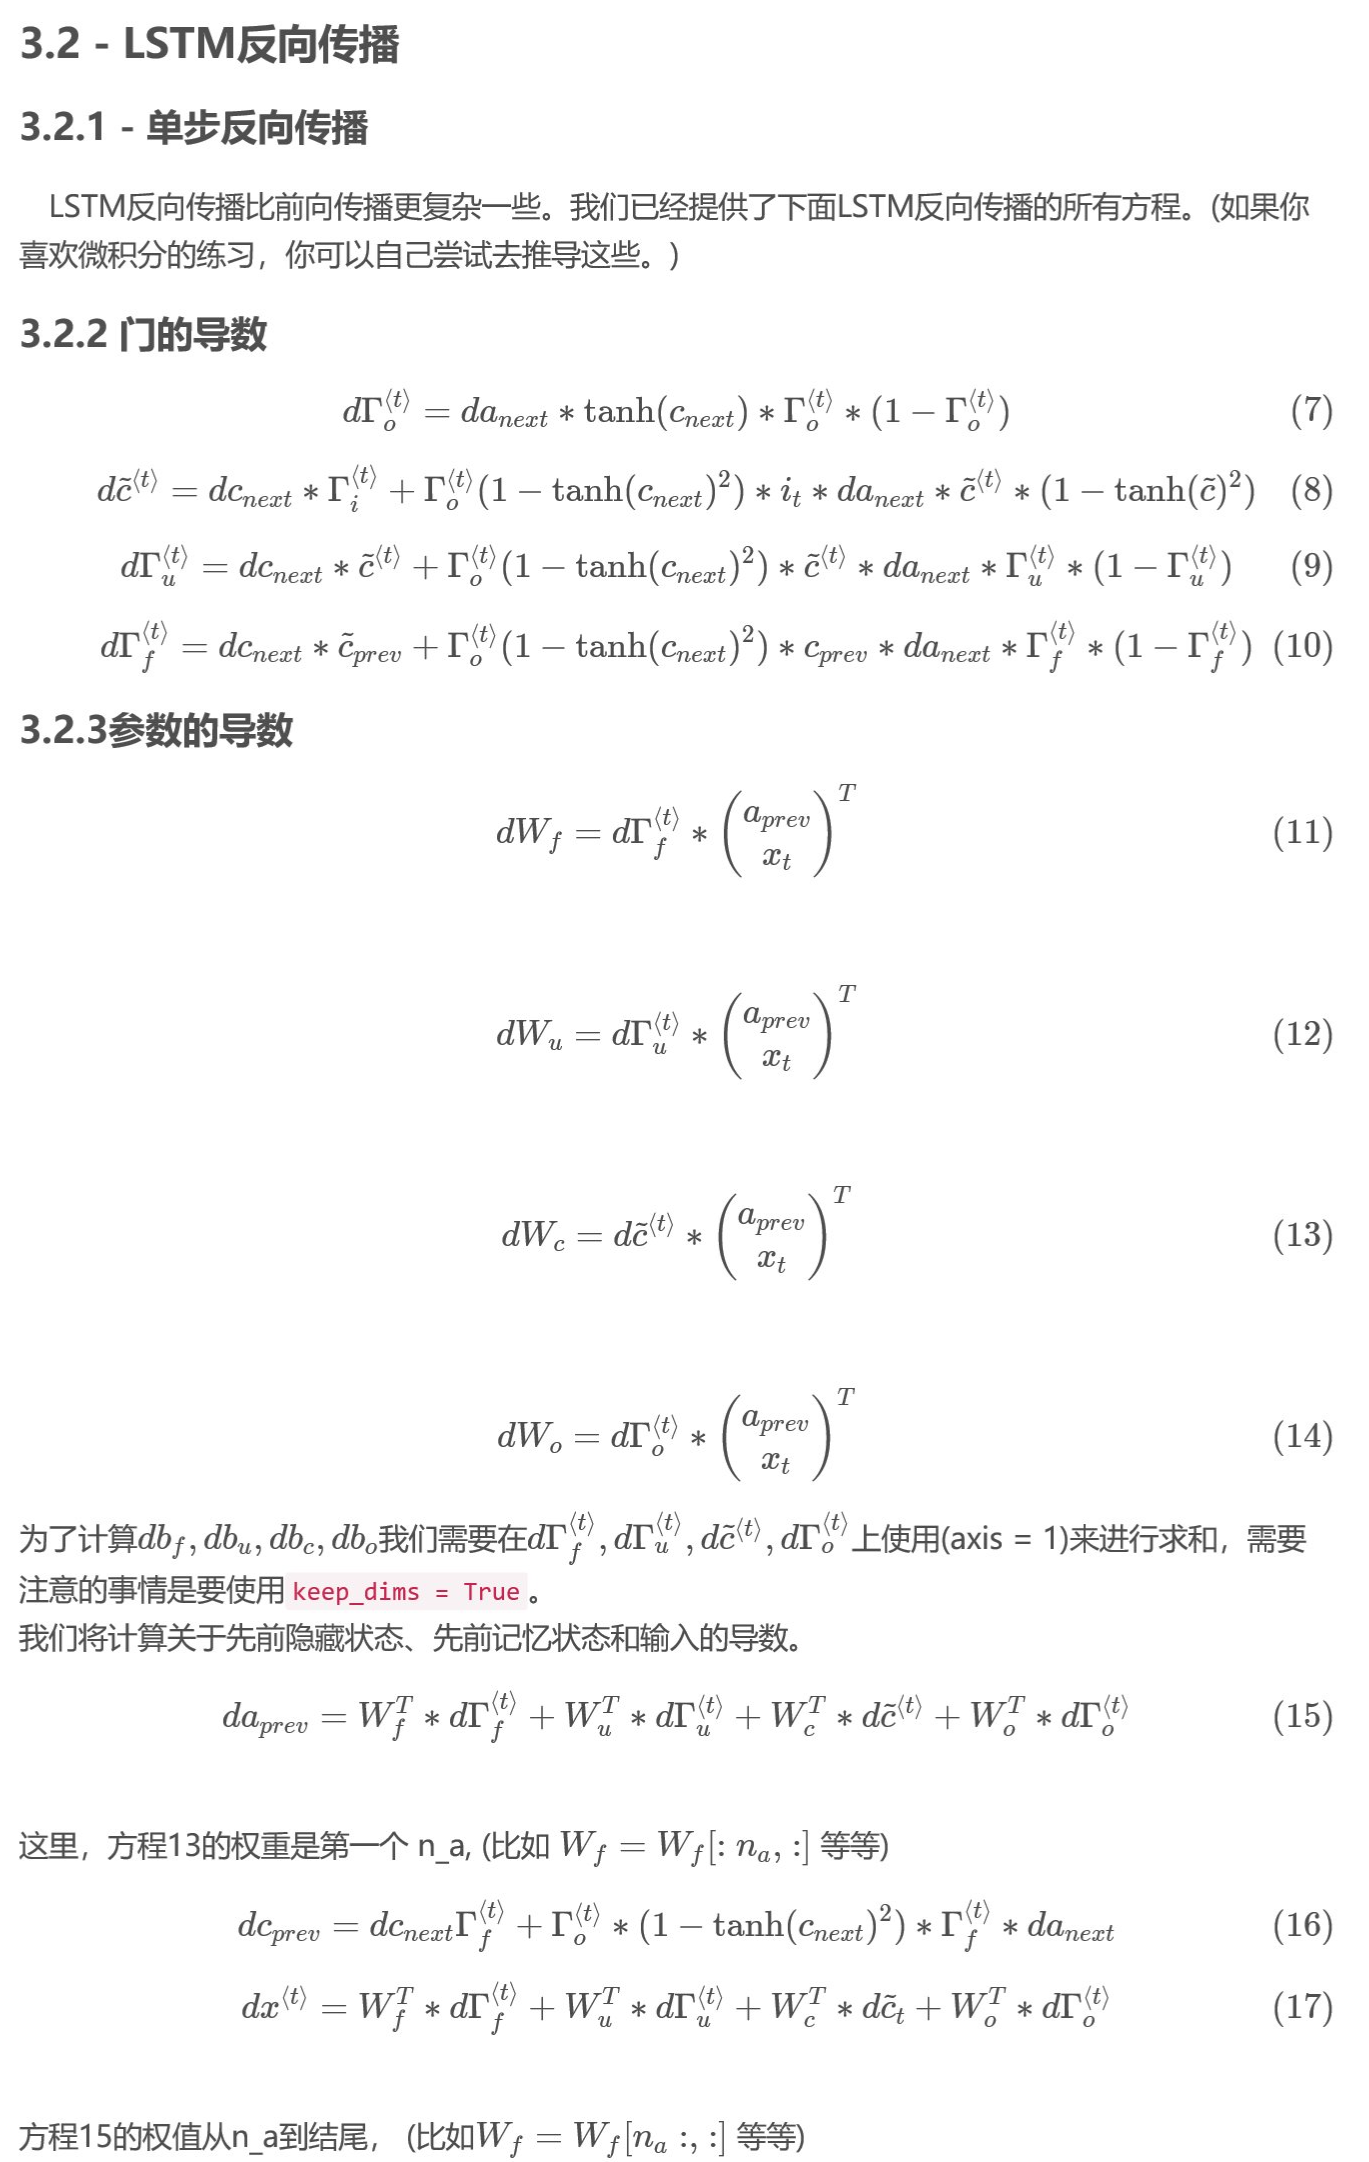 3.2 - LSTM反向传播
3.2.1 - 单步反向传播
LSTM反向传播比前向传播更复杂一些。我们已经提供了下面LSTM反向传播的所有方程。(如果你
喜欢微积分的练习，你可以自己尝试去推导这些。)
3.2.2 门的导数
$d\Gamma_o^{\langle t\rangle} = da_{next} * \tanh(c_{next}) * \Gamma_o^{\langle t\rangle} * (1 - \Gamma_o^{\langle t\rangle})$ (7)
$d\tilde{c}^{\langle t\rangle} = dc_{next} * \Gamma_i^{\langle t\rangle} + \Gamma_o^{\langle t\rangle}(1 - \tanh(c_{next})^2) * i_t * da_{next} * \tilde{c}^{\langle t\rangle} * (1 - \tanh(\tilde{c})^2)$ (8)
$d\Gamma_u^{\langle t\rangle} = dc_{next} * \tilde{c}^{\langle t\rangle} + \Gamma_o^{\langle t\rangle}(1 - \tanh(c_{next})^2) * \tilde{c}^{\langle t\rangle} * da_{next} * \Gamma_u^{\langle t\rangle} * (1 - \Gamma_u^{\langle t\rangle})$ (9)
$d\Gamma_f^{\langle t\rangle} = dc_{next} * \tilde{c}_{prev} + \Gamma_o^{\langle t\rangle}(1 - \tanh(c_{next})^2) * c_{prev} * da_{next} * \Gamma_f^{\langle t\rangle} * (1 - \Gamma_f^{\langle t\rangle})$ (10)
3.2.3参数的导数
$dW_f = d\Gamma_f^{\langle t\rangle} * \begin{pmatrix} a_{prev} \\ x_t \end{pmatrix}^T$ (11)
$dW_u = d\Gamma_u^{\langle t\rangle} * \begin{pmatrix} a_{prev} \\ x_t \end{pmatrix}^T$ (12)
$dW_c = d\tilde{c}^{\langle t\rangle} * \begin{pmatrix} a_{prev} \\ x_t \end{pmatrix}^T$ (13)
$dW_o = d\Gamma_o^{\langle t\rangle} * \begin{pmatrix} a_{prev} \\ x_t \end{pmatrix}^T$ (14)
为了计算$db_f, db_u, db_c, db_o$我们需要在$d\Gamma_f^{\langle t\rangle}, d\Gamma_u^{\langle t\rangle}, d\tilde{c}^{\langle t\rangle}, d\Gamma_o^{\langle t\rangle}$上使用(axis = 1)来进行求和，需要
注意的事情是要使用keep_dims = True。
我们将计算关于先前隐藏状态、先前记忆状态和输入的导数。
$da_{prev} = W_f^T * d\Gamma_f^{\langle t\rangle} + W_u^T * d\Gamma_u^{\langle t\rangle} + W_c^T * d\tilde{c}^{\langle t\rangle} + W_o^T * d\Gamma_o^{\langle t\rangle}$ (15)
这里，方程13的权重是第一个 n_a, (比如 $W_f = W_f[: n_a, :]$ 等等)
$dc_{prev} = dc_{next}\Gamma_f^{\langle t\rangle} + \Gamma_o^{\langle t\rangle} * (1 - \tanh(c_{next})^2) * \Gamma_f^{\langle t\rangle} * da_{next}$ (16)
$dx^{\langle t\rangle} = W_f^T * d\Gamma_f^{\langle t\rangle} + W_u^T * d\Gamma_u^{\langle t\rangle} + W_c^T * d\tilde{c}_t + W_o^T * d\Gamma_o^{\langle t\rangle}$ (17)
方程15的权值从n_a到结尾， (比如$W_f = W_f[n_a :, :]$ 等等)